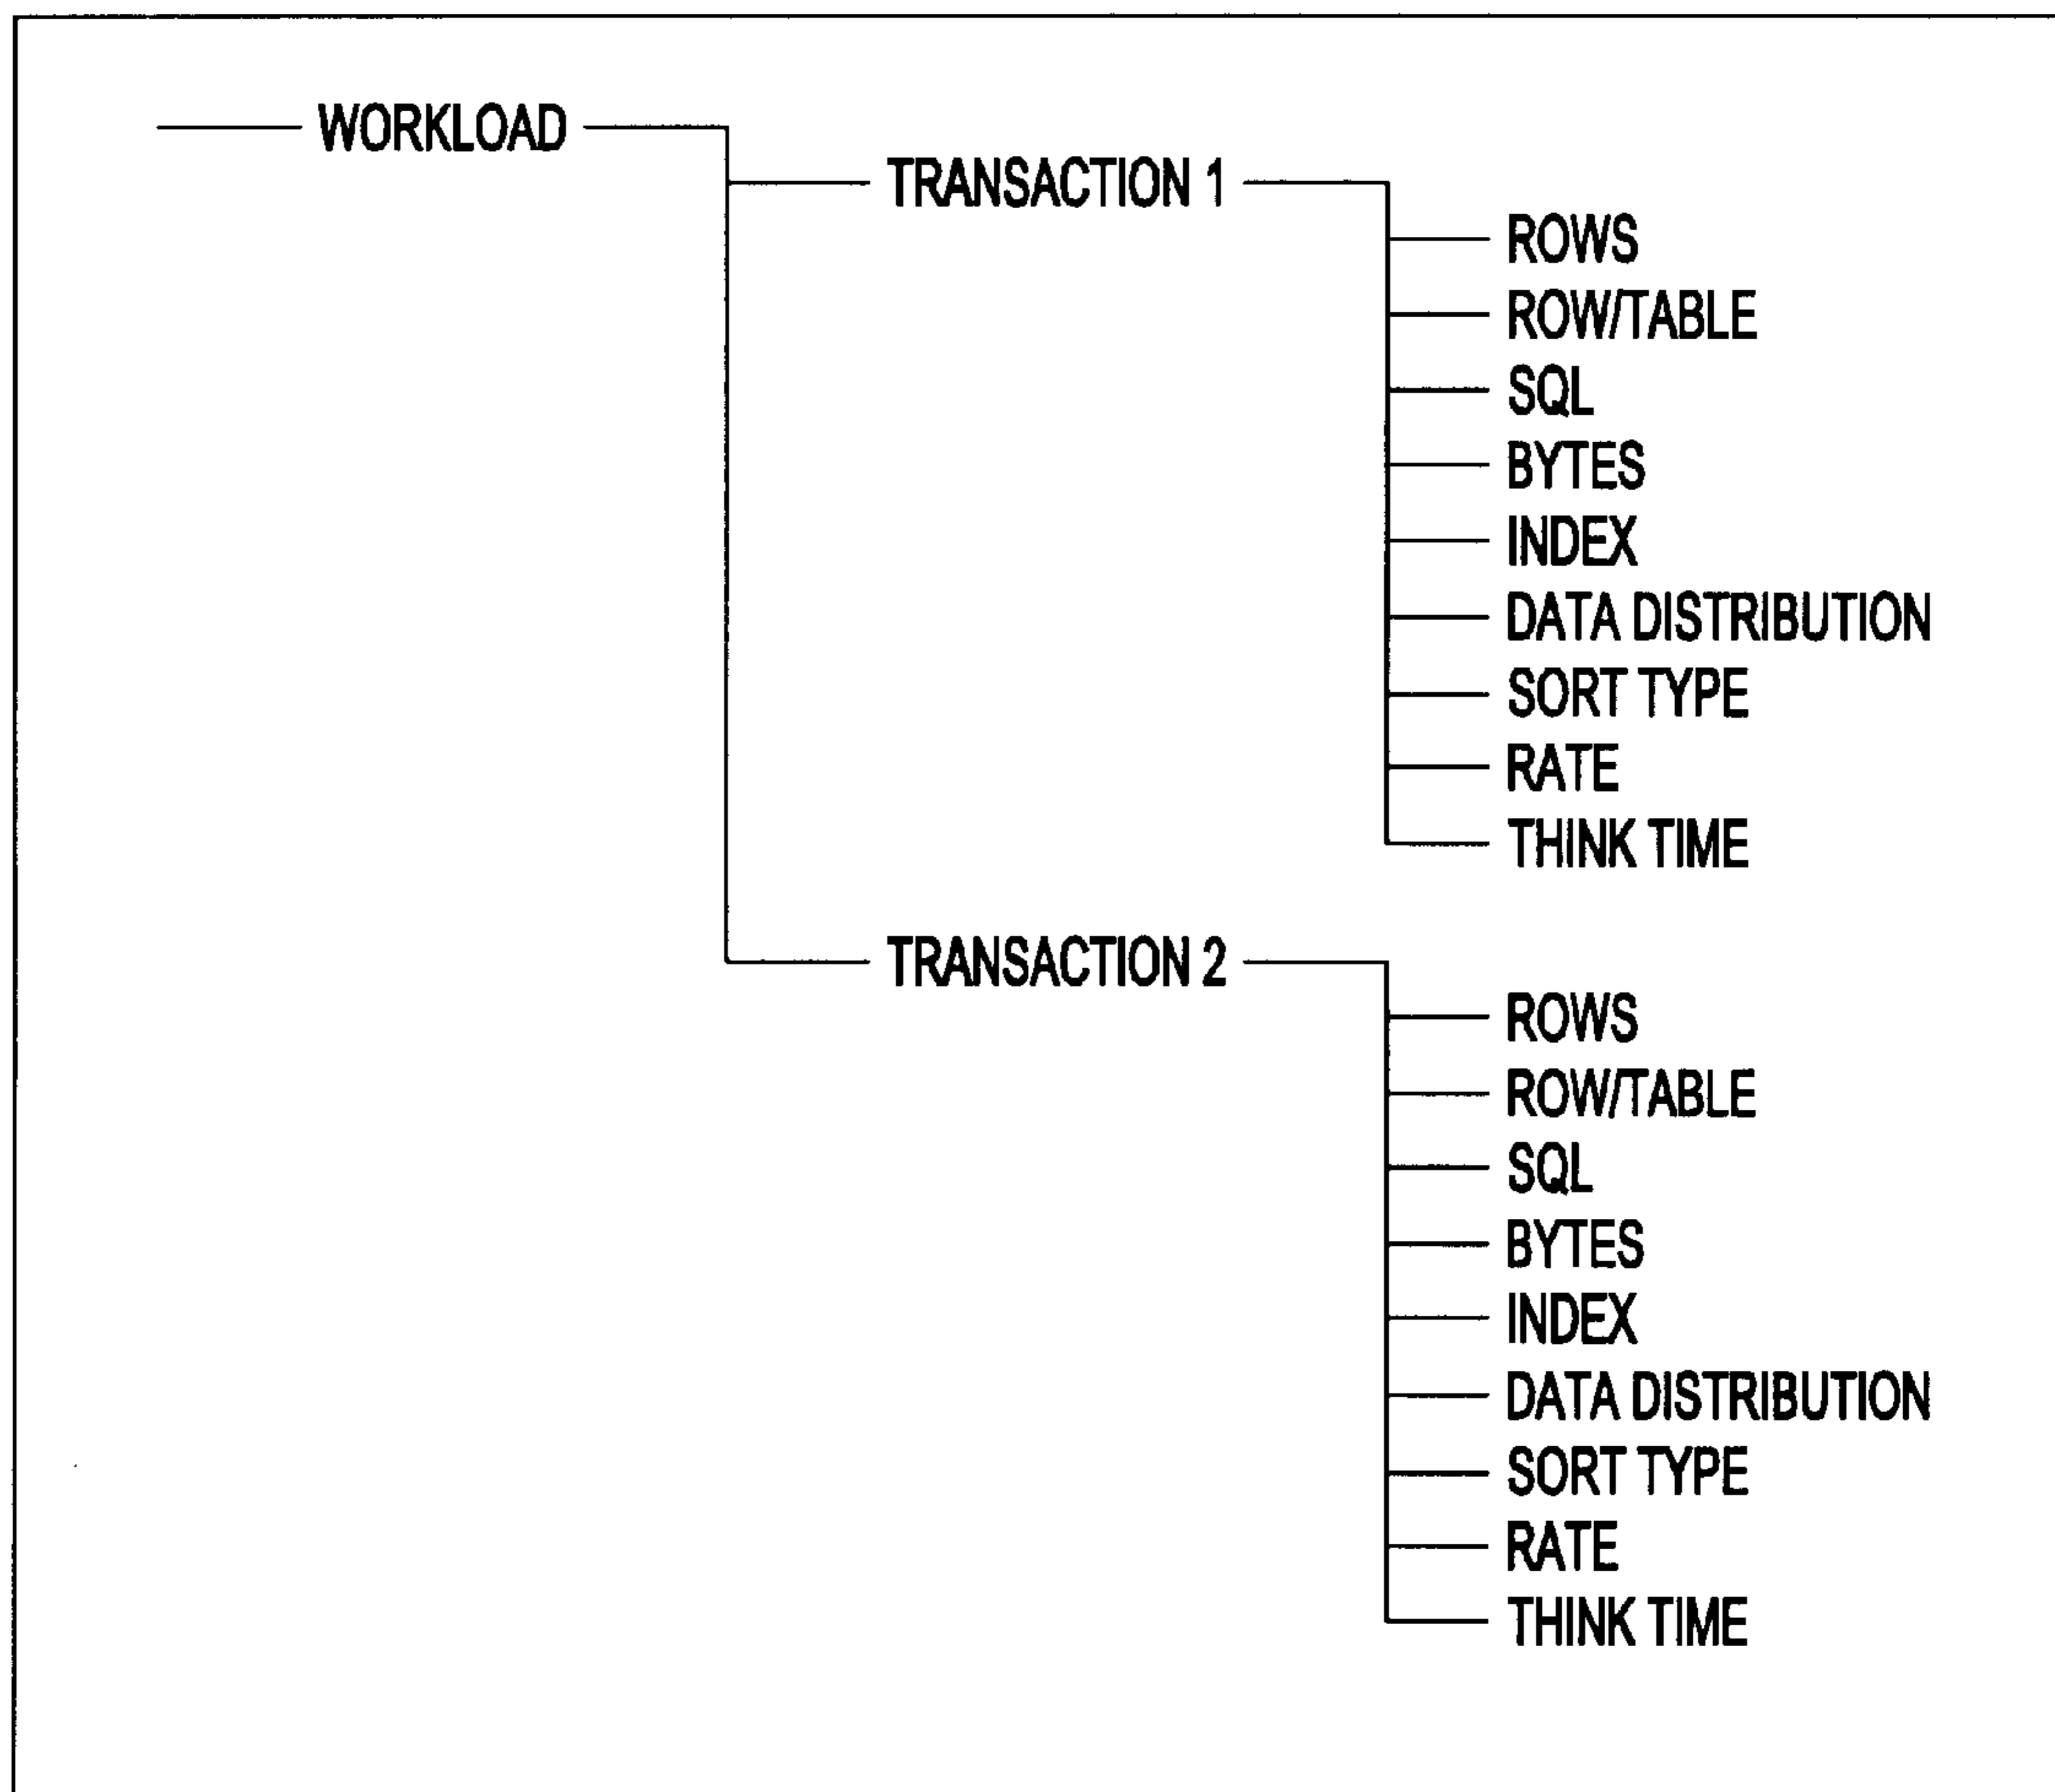 WORKLOAD
TRANSACTION 1
ROWS
ROW/TABLE
SQL
BYTES
INDEX
DATA DISTRIBUTION
SORT TYPE
RATE
THINK TIME
TRANSACTION 2
ROWS
ROW/TABLE
SQL
BYTES
INDEX
DATA DISTRIBUTION
SORT TYPE
RATE
THINK TIME